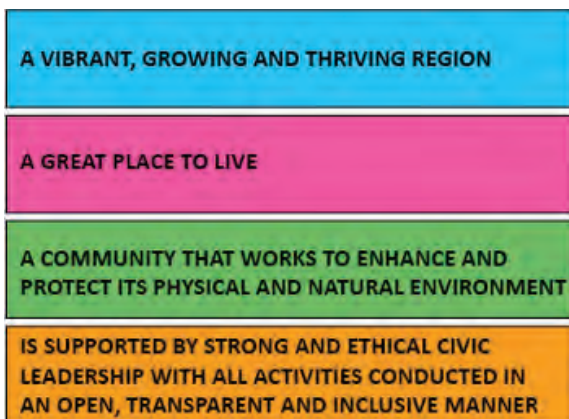 A VIBRANT, GROWING AND THRIVING REGION
A GREAT PLACE TO LIVE
A COMMUNITY THAT WORKS TO ENHANCE AND
PROTECT ITS PHYSICAL AND NATURAL ENVIRONMENT
IS SUPPORTED BY STRONG AND ETHICAL CIVIC
LEADERSHIP WITH ALL ACTIVITIES CONDUCTED IN
AN OPEN, TRANSPARENT AND INCLUSIVE MANNER